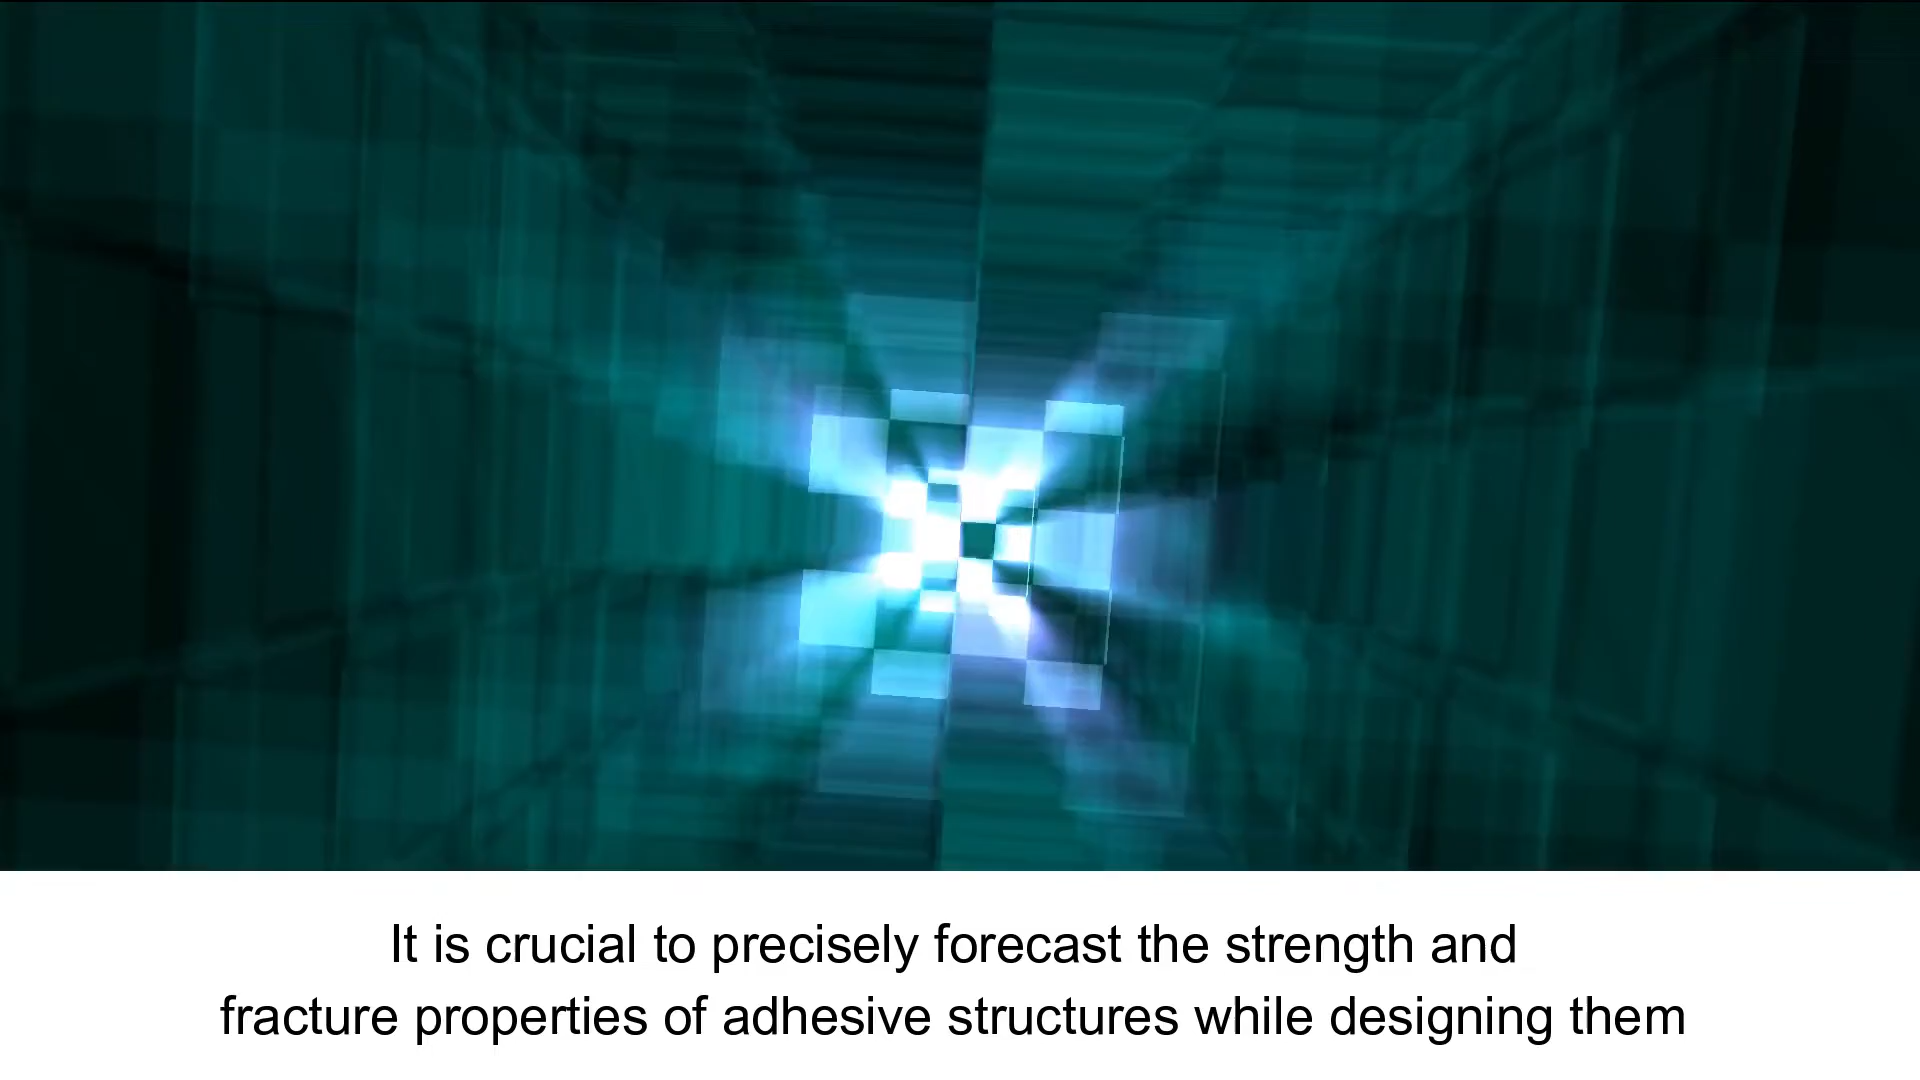 It is crucial to precisely forecast the strength and
fracture properties of adhesive structures while designing them